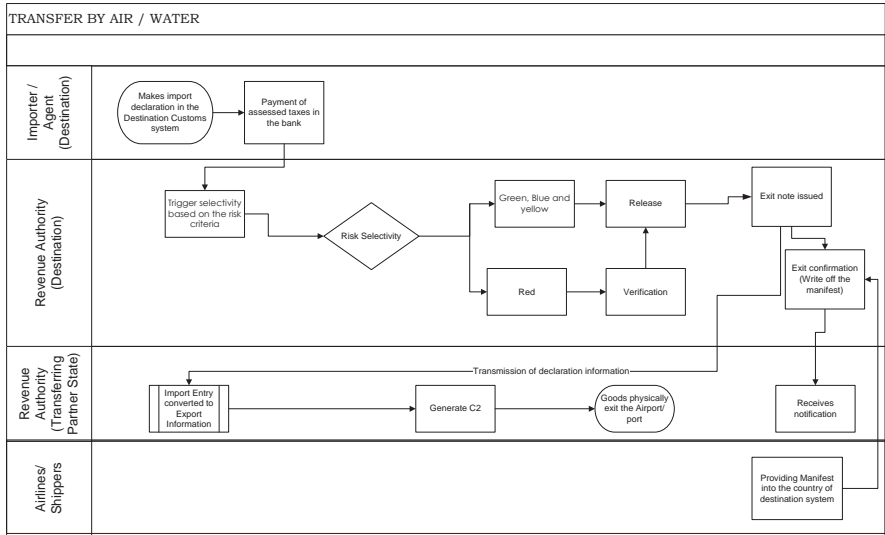 TRANSFER BY AIR / WATER
Importer /
Agent
(Destination)
Makes import
declaration in the
Destination Customs
system
Payment of
assessed taxes in
the bank
Revenue Authority
(Destination)
Trigger selectivity
based on the risk
criteria
Risk Selectivity
Green, Blue and
yellow
Release
Exit note issued
Red
Verification
Exit confirmation
(Write off the
manifest)
Revenue
Authority
(Transferring
Partner State)
Transmission of declaration information
Import Entry
converted to
Export
Information
Generate C2
Goods physically
exit the Airport/
port
Receives
notification
Airlines/
Shippers
Providing Manifest
into the country of
destination system